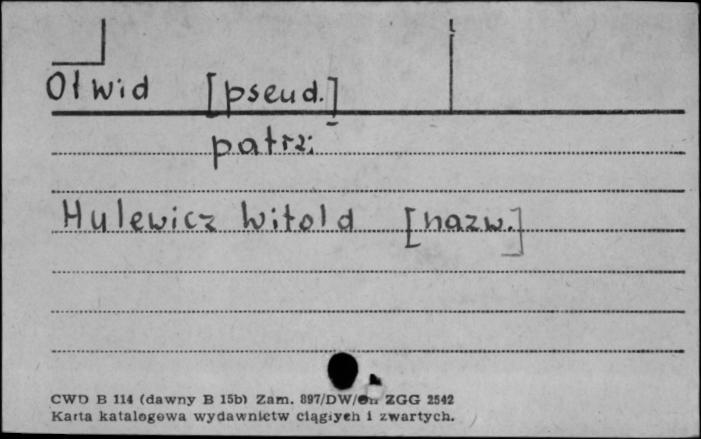 Olwid [pseud.]
patrz:
Hulewicz Witold [nazw.]
CWD B 114 (dawny B 15b) Zam. 897/DW/ ZGG 2542
Karta katalogowa wydawnictw ciągłych i zwartych.